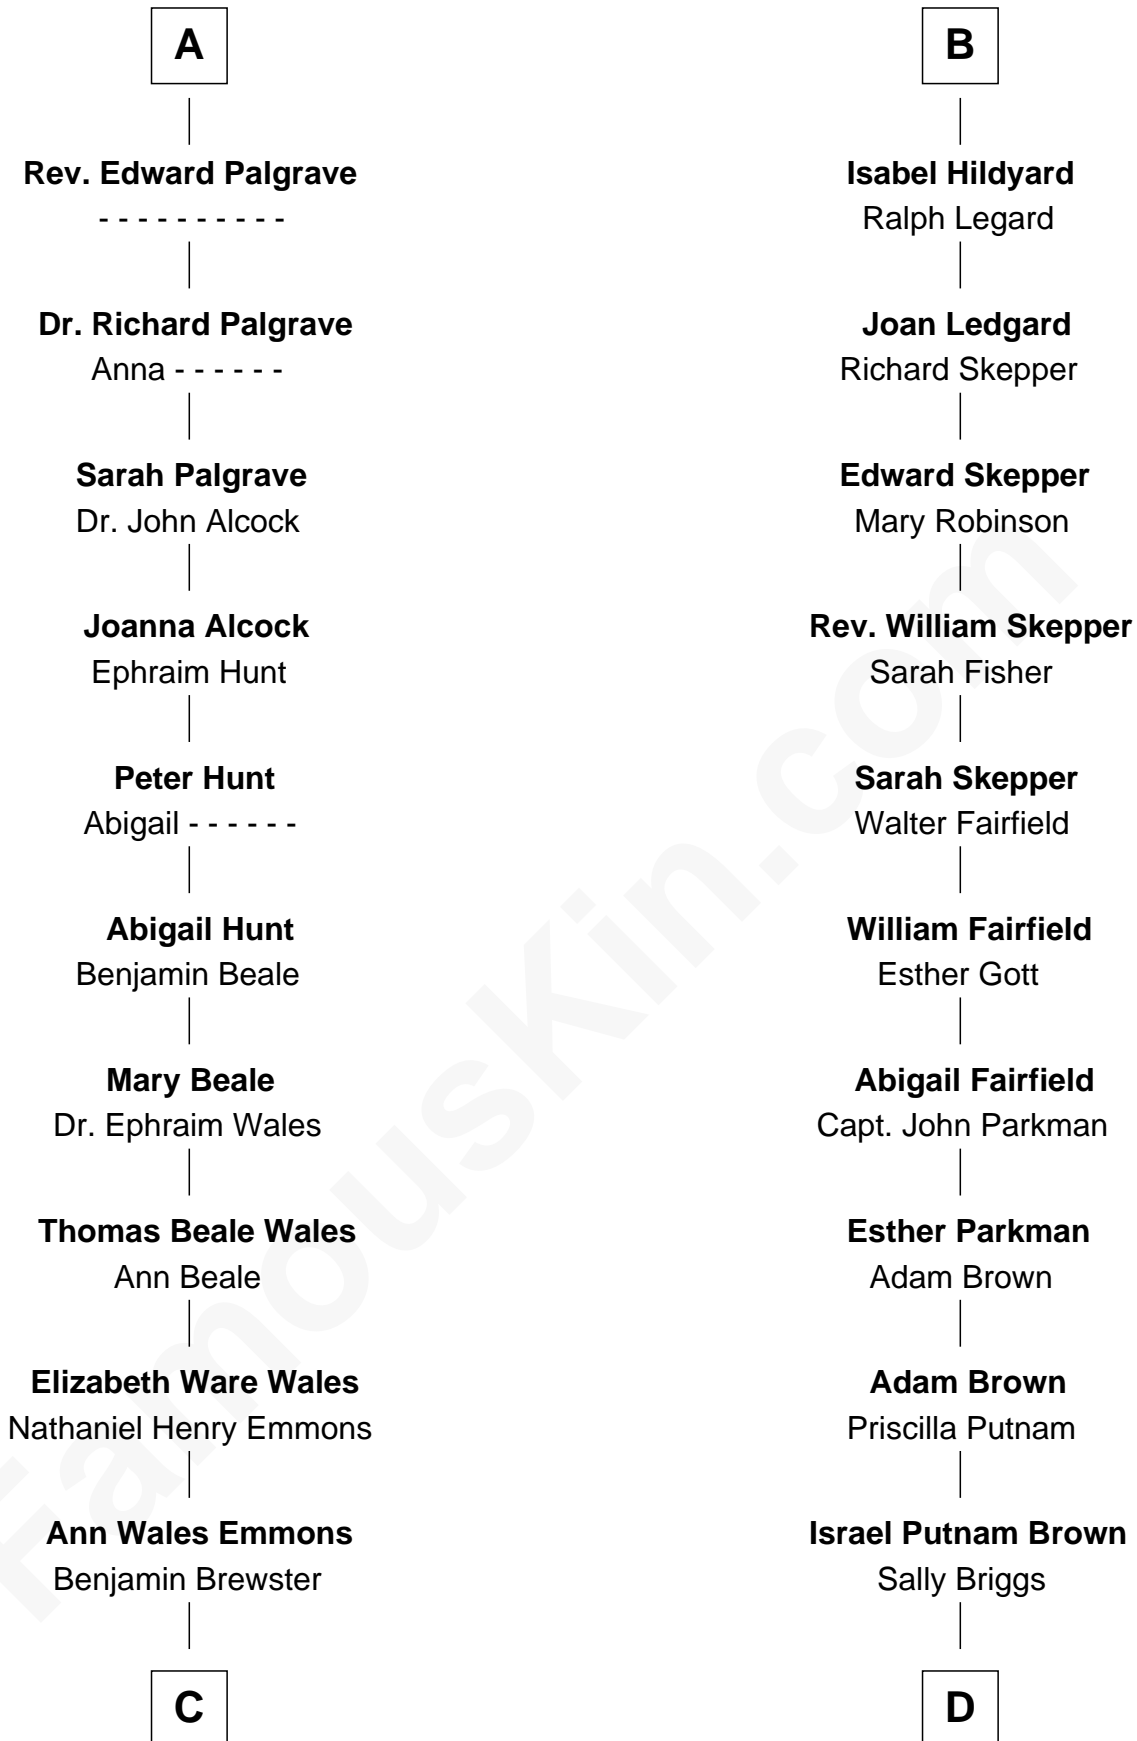 A
Rev. Edward Palgrave
- - - - - - - - - -
Dr. Richard Palgrave
Anna - - - - - -
Sarah Palgrave
Dr. John Alcock
Joanna Alcock
Ephraim Hunt
Peter Hunt
Abigail - - - - - -
Abigail Hunt
Benjamin Beale
Mary Beale
Dr. Ephraim Wales
Thomas Beale Wales
Ann Beale
Elizabeth Ware Wales
Nathaniel Henry Emmons
Ann Wales Emmons
Benjamin Brewster
C
B
Isabel Hildyard
Ralph Legard
Joan Ledgard
Richard Skepper
Edward Skepper
Mary Robinson
Rev. William Skepper
Sarah Fisher
Sarah Skepper
Walter Fairfield
William Fairfield
Esther Gott
Abigail Fairfield
Capt. John Parkman
Esther Parkman
Adam Brown
Adam Brown
Priscilla Putnam
Israel Putnam Brown
Sally Briggs
D
FamousKin.com